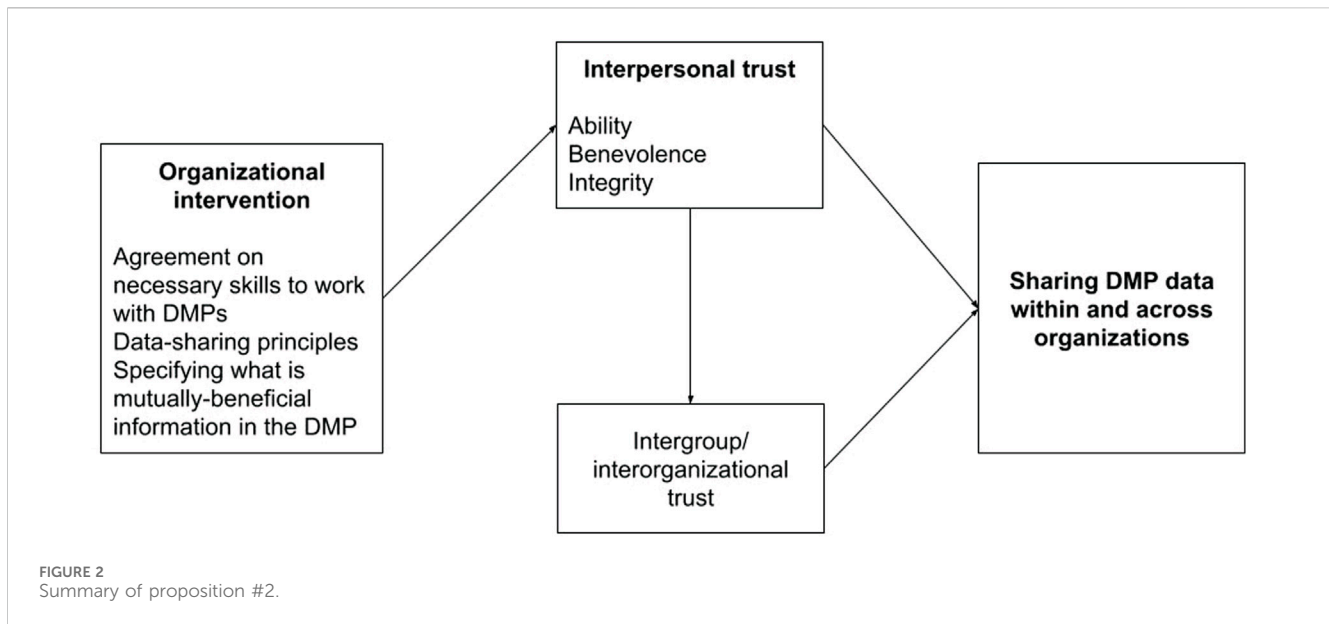 Organizational
intervention
Agreement on
necessary skills to work
with DMPs
Data-sharing principles
Specifying what is
mutually-beneficial
information in the DMP
Interpersonal trust
Ability
Benevolence
Integrity
Intergroup/
interorganizational
trust
Sharing DMP data
within and across
organizations
FIGURE 2
Summary of proposition #2.